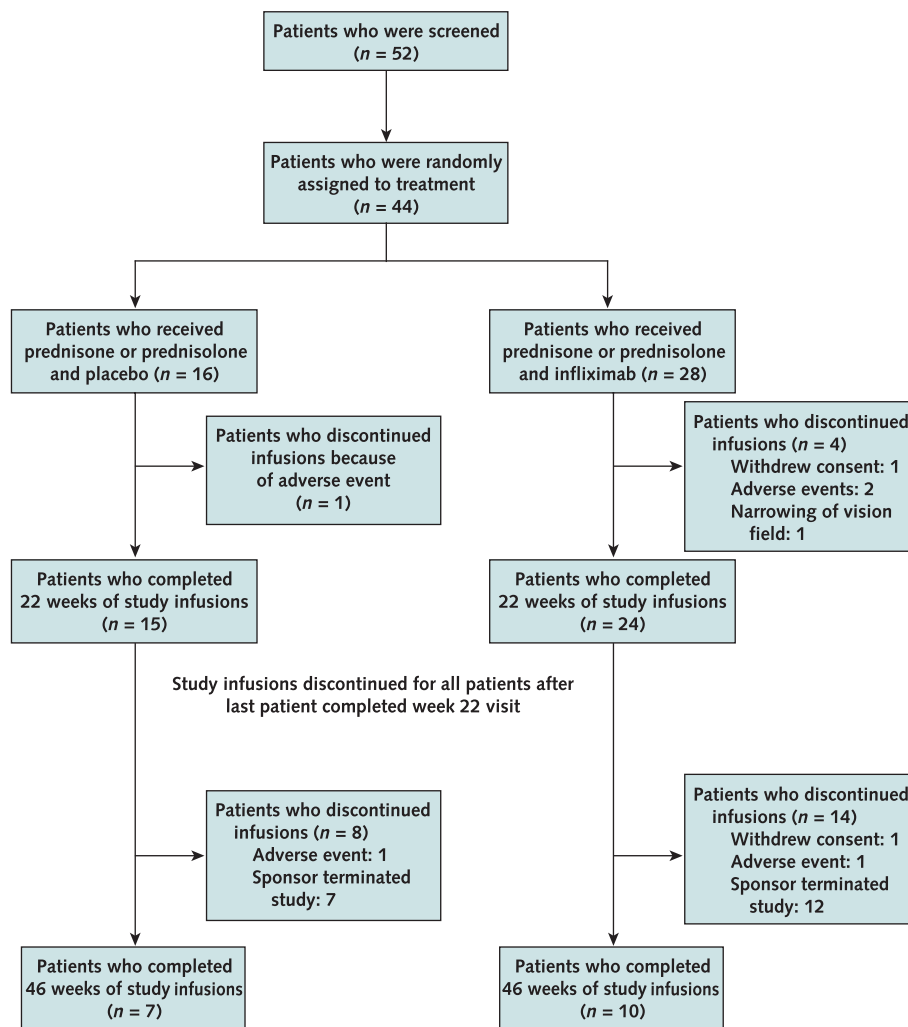 Patients who were screened
(n = 52)
Patients who were randomly
assigned to treatment
(n = 44)
Patients who received
prednisone or prednisolone
and placebo (n = 16)
Patients who received
prednisone or prednisolone
and infliximab (n = 28)
Patients who discontinued
infusions because
of adverse event
(n = 1)
Patients who discontinued
infusions (n = 4)
Withdrew consent: 1
Adverse events: 2
Narrowing of vision
field: 1
Patients who completed
22 weeks of study infusions
(n = 15)
Patients who completed
22 weeks of study infusions
(n = 24)
Study infusions discontinued for all patients after
last patient completed week 22 visit
Patients who discontinued
infusions (n = 8)
Adverse event: 1
Sponsor terminated
study: 7
Patients who discontinued
infusions (n = 14)
Withdrew consent: 1
Adverse event: 1
Sponsor terminated
study: 12
Patients who completed
46 weeks of study infusions
(n = 7)
Patients who completed
46 weeks of study infusions
(n = 10)